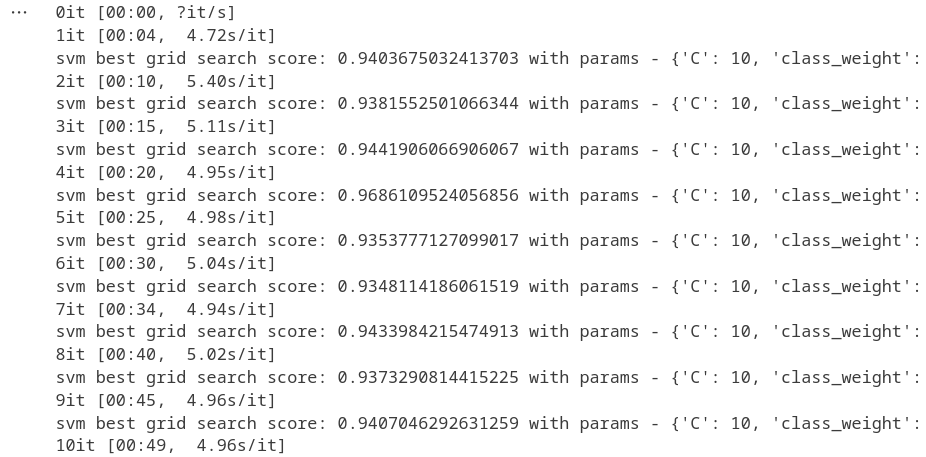 ...
0it [00:00, ?it/s]
1it [00:04,  4.72s/it]
svm best grid search score: 0.9403675032413703 with params - {'C': 10, 'class_weight':
2it [00:10,  5.40s/it]
svm best grid search score: 0.9381552501066344 with params - {'C': 10, 'class_weight':
3it [00:15,  5.11s/it]
svm best grid search score: 0.9441906066906067 with params - {'C': 10, 'class_weight':
4it [00:20,  4.95s/it]
svm best grid search score: 0.9686109524056856 with params - {'C': 10, 'class_weight':
5it [00:25,  4.98s/it]
svm best grid search score: 0.9353777127099017 with params - {'C': 10, 'class_weight':
6it [00:30,  5.04s/it]
svm best grid search score: 0.9348114186061519 with params - {'C': 10, 'class_weight':
7it [00:34,  4.94s/it]
svm best grid search score: 0.9433984215474913 with params - {'C': 10, 'class_weight':
8it [00:40,  5.02s/it]
svm best grid search score: 0.9373290814415225 with params - {'C': 10, 'class_weight':
9it [00:45,  4.96s/it]
svm best grid search score: 0.9407046292631259 with params - {'C': 10, 'class_weight':
10it [00:49,  4.96s/it]